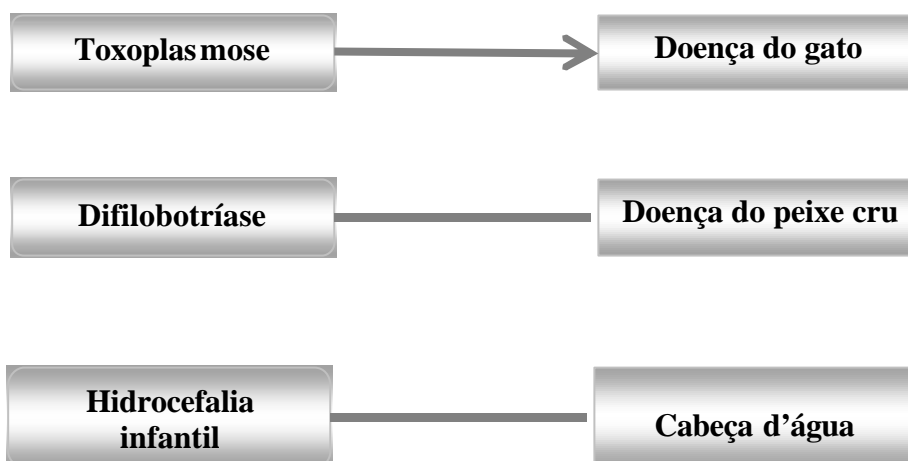 Toxoplasmose
Doença do gato
Difilobotríase
Doença do peixe cru
Hidrocefalia
infantil
Cabeça d’água